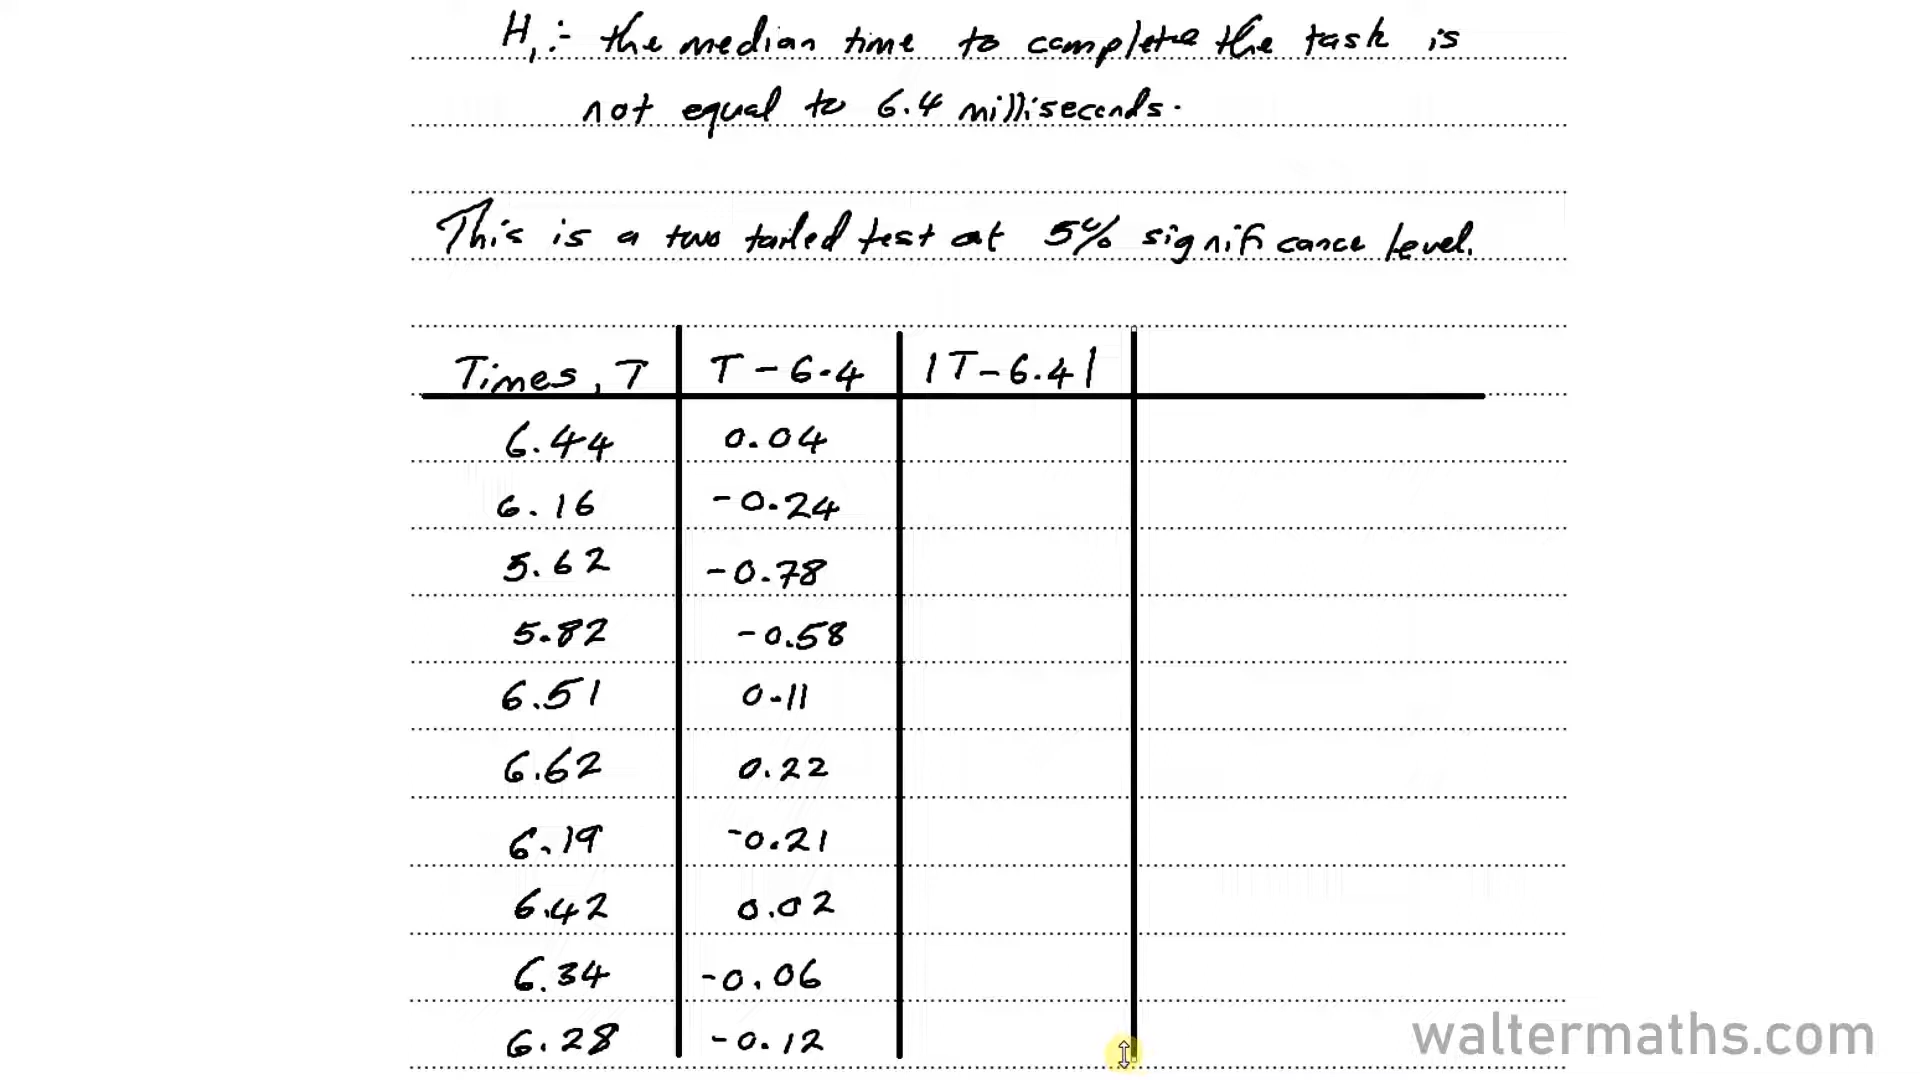 H₁:- the median time to complete the task is
not equal to 6.4 milliseconds.
This is a two tailed test at 5% significance level.
Times, T T - 6.4 |T - 6.4|
6.44 0.04
6.16 -0.24
5.62 -0.78
5.82 -0.58
6.51 0.11
6.62 0.22
6.19 -0.21
6.42 0.02
6.34 -0.06
6.28 -0.12
waltermaths.com